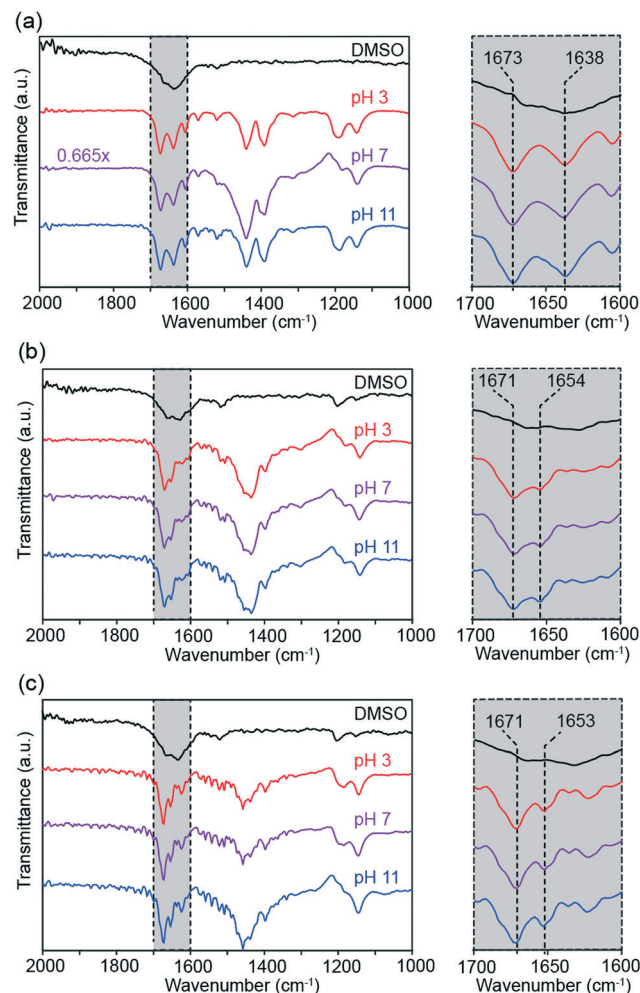 (a)
DMSO
1673
1638
pH 3
0.665x
pH 7
pH 11
Transmittance (a.u.)
2000 1800 1600 1400 1200 1000
Wavenumber (cm-1)
1700 1650 1600
Wavenumber (cm-1)
(b)
DMSO
1671
1654
pH 3
pH 7
pH 11
Transmittance (a.u.)
2000 1800 1600 1400 1200 1000
Wavenumber (cm-1)
1700 1650 1600
Wavenumber (cm-1)
(c)
DMSO
1671
1653
pH 3
pH 7
pH 11
Transmittance (a.u.)
2000 1800 1600 1400 1200 1000
Wavenumber (cm-1)
1700 1650 1600
Wavenumber (cm-1)